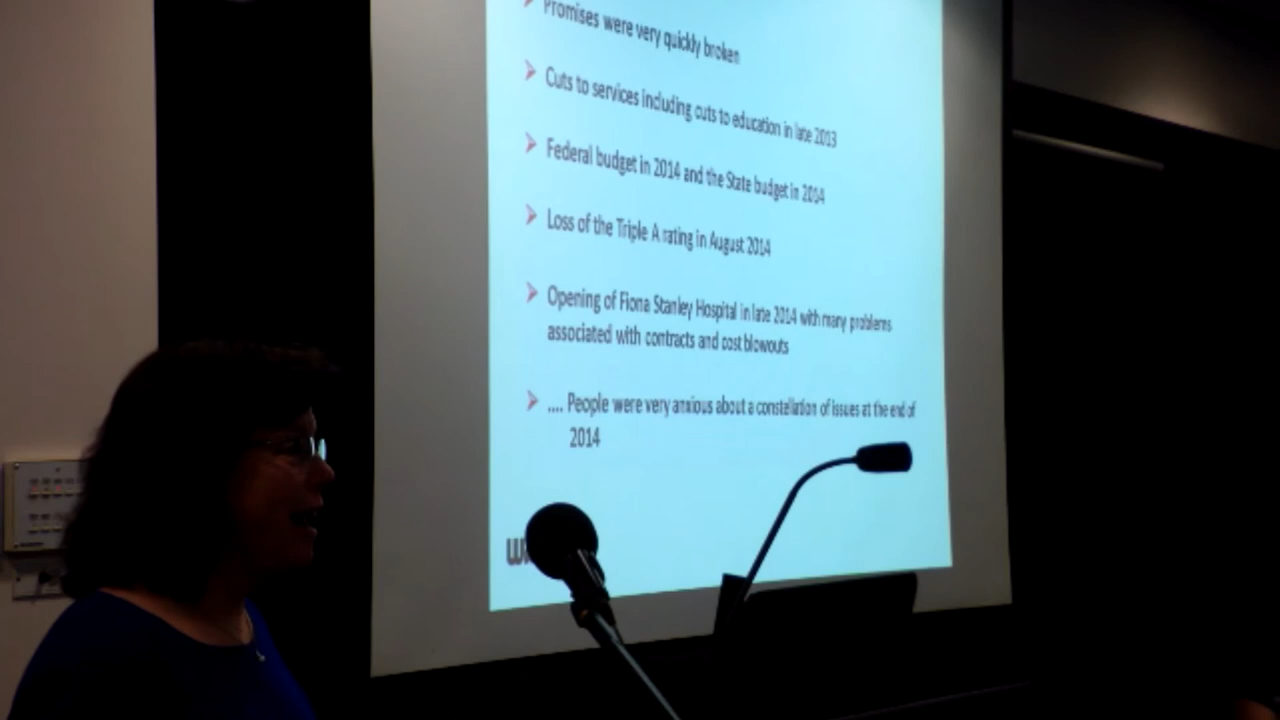 Promises were very quickly broken
Cuts to services including cuts to education in late 2013
Federal budget in 2014 and the State budget in 2014
Loss of the Triple A rating in August 2014
Opening of Fiona Stanley Hospital in late 2014 with many problems
associated with contracts and cost blowouts
.... People were very anxious about a constellation of issues at the end of
2014